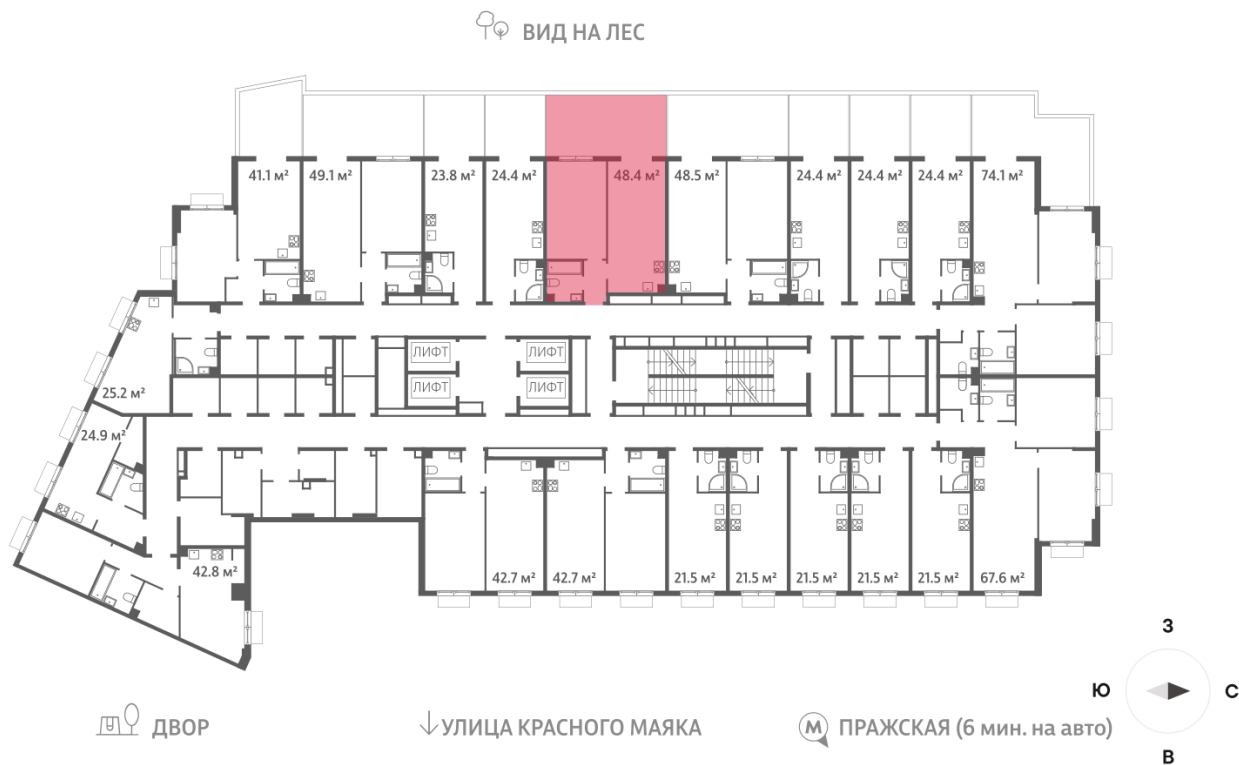 ВИД НА ЛЕС
41.1 м²
49.1 м²
23.8 м²
24.4 м²
48.4 м²
48.5 м²
24.4 м²
24.4 м²
24.4 м²
74.1 м²
ЛИФТ
ЛИФТ
ЛИФТ
ЛИФТ
25.2 м²
24.9 м²
42.8 м²
42.7 м²
42.7 м²
21.5 м²
21.5 м²
21.5 м²
21.5 м²
21.5 м²
67.6 м²
З
Ю
С
В
ДВОР
УЛИЦА КРАСНОГО МАЯКА
М
ПРАЖСКАЯ (6 мин. на авто)